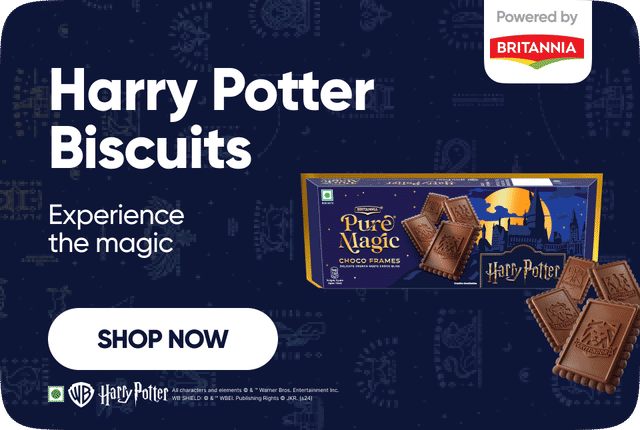 Powered by
BRITANNIA
Harry Potter
Biscuits
Experience
the magic
BRITANNIA
Pure
Magic
CHOCO FRAMES
Harry Potter
SHOP NOW
WB Harry Potter
All characters and elements © & ™ Warner Bros. Entertainment Inc.
WB SHIELD: © & ™ WBEI. Publishing Rights © JKR. (s24)